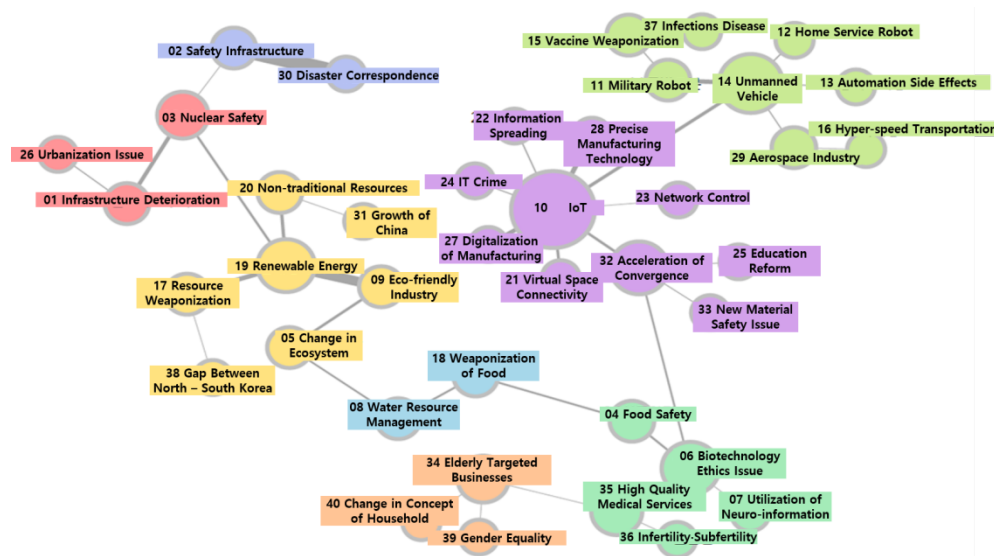 02 Safety Infrastructure
30 Disaster Correspondence
03 Nuclear Safety
26 Urbanization Issue
01 Infrastructure Deterioration
20 Non-traditional Resources
31 Growth of
China
19 Renewable Energy
17 Resource
Weaponization
09 Eco-friendly
Industry
05 Change in
Ecosystem
38 Gap Between
North – South Korea
18 Weaponization
of Food
08 Water Resource
Management
37 Infections Disease
15 Vaccine Weaponization
12 Home Service Robot
11 Military Robot
14 Unmanned
Vehicle
13 Automation Side Effects
16 Hyper-speed Transportation
29 Aerospace Industry
22 Information
Spreading
28 Precise
Manufacturing
Technology
24 IT Crime
10 IoT
23 Network Control
27 Digitalization
of Manufacturing
21 Virtual Space
Connectivity
32 Acceleration of
Convergence
25 Education
Reform
33 New Material
Safety Issue
04 Food Safety
06 Biotechnology
Ethics Issue
34 Elderly Targeted
Businesses
35 High Quality
Medical Services
07 Utilization of
Neuro-information
40 Change in Concept
of Household
39 Gender Equality
36 Infertility·Subfertility